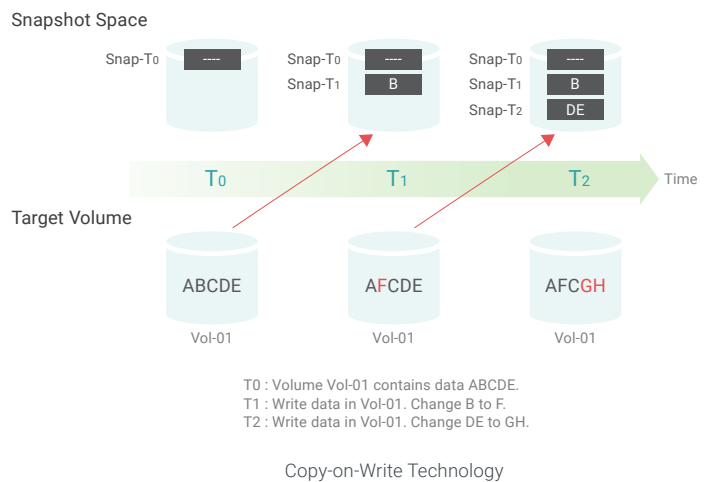 Snapshot Space
Snap-T0 ----
Snap-T0 ----
Snap-T1 B
Snap-T0 ----
Snap-T1 B
Snap-T2 DE
T0 T1 T2 Time
Target Volume
ABCDE AFCDE AFCGH
Vol-01 Vol-01 Vol-01
T0 : Volume Vol-01 contains data ABCDE.
T1 : Write data in Vol-01. Change B to F.
T2 : Write data in Vol-01. Change DE to GH.
Copy-on-Write Technology